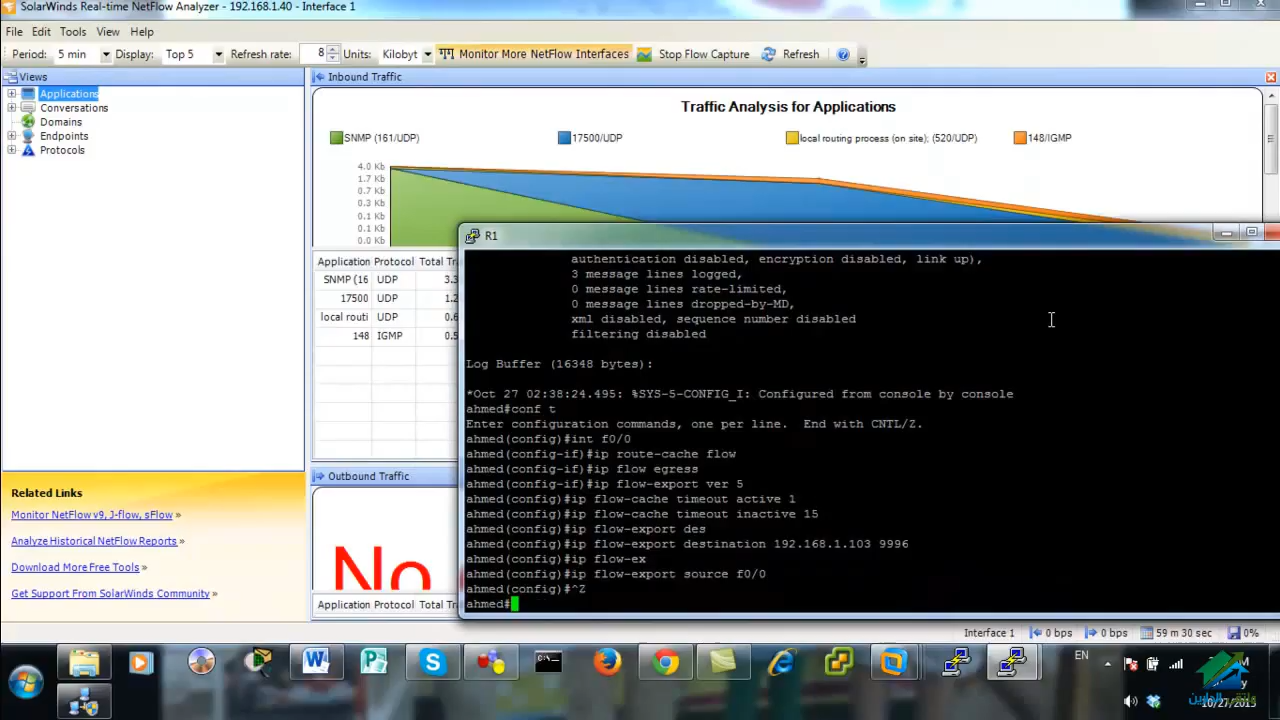 SolarWinds Real-time NetFlow Analyzer - 192.168.1.40 - Interface 1
File Edit Tools View Help
Period: 5 min Display: Top 5 Refresh rate: 8 Units: Kilobyt Monitor More NetFlow Interfaces Stop Flow Capture Refresh
Views
Applications
Conversations
Domains
Endpoints
Protocols
Related Links
Monitor NetFlow v9, J-flow, sFlow
Analyze Historical NetFlow Reports
Download More Free Tools
Get Support From SolarWinds Community
Inbound Traffic
Traffic Analysis for Applications
SNMP (161/UDP) 17500/UDP local routing process (on site); (520/UDP) 148/IGMP
4.0 Kb
1.7 Kb
0.7 Kb
0.3 Kb
0.1 Kb
0.1 Kb
0.0 Kb
Application Protocol Total Tra
SNMP (16 UDP 3.3
17500 UDP 1.2
local routi UDP 0.6
148 IGMP 0.5
Outbound Traffic
No
Application Protocol Total Tra
R1
authentication disabled, encryption disabled, link up),
3 message lines logged,
0 message lines rate-limited,
0 message lines dropped-by-MD,
xml disabled, sequence number disabled
filtering disabled
Log Buffer (16348 bytes):
*Oct 27 02:38:24.495: %SYS-5-CONFIG_I: Configured from console by console
ahmed#conf t
Enter configuration commands, one per line.  End with CNTL/Z.
ahmed(config)#int f0/0
ahmed(config-if)#ip route-cache flow
ahmed(config-if)#ip flow egress
ahmed(config-if)#ip flow-export ver 5
ahmed(config)#ip flow-cache timeout active 1
ahmed(config)#ip flow-cache timeout inactive 15
ahmed(config)#ip flow-export des
ahmed(config)#ip flow-export destination 192.168.1.103 9996
ahmed(config)#ip flow-ex
ahmed(config)#ip flow-export source f0/0
ahmed(config)#^Z
ahmed#
Interface 1 0 bps 0 bps 59 m 30 sec 0%
EN
10/27/2015